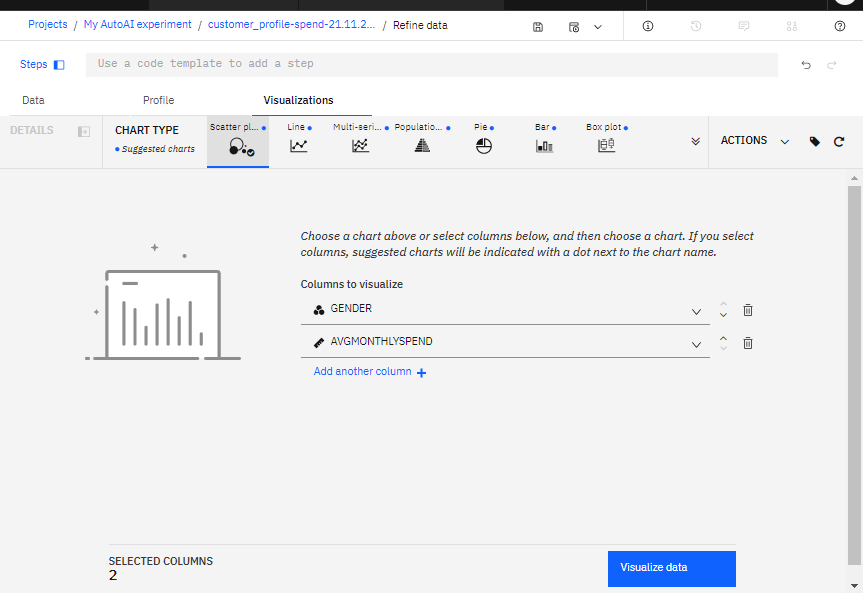 Projects / My AutoAI experiment / customer_profile-spend-21.11.2... / Refine data
Steps Use a code template to add a step
Data Profile Visualizations
DETAILS CHART TYPE Suggested charts
Scatter pl... Line Multi-seri... Populatio... Pie Bar Box plot
ACTIONS
Choose a chart above or select columns below, and then choose a chart. If you select
columns, suggested charts will be indicated with a dot next to the chart name.
Columns to visualize
GENDER
AVGMONTHLYSPEND
Add another column +
SELECTED COLUMNS
2
Visualize data